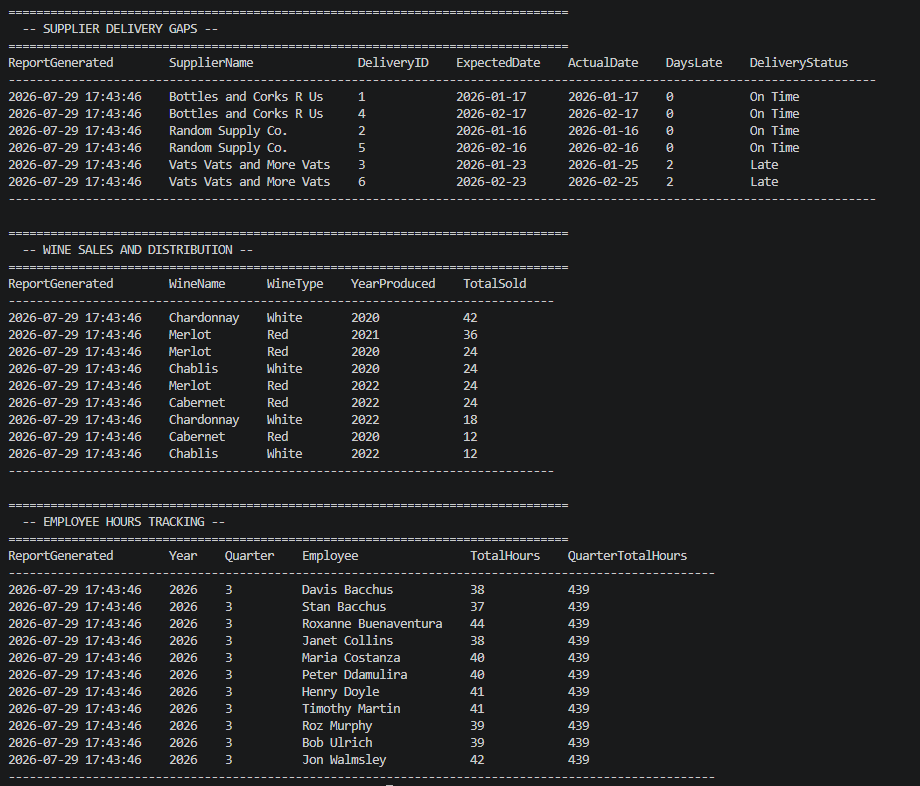 ================================================================================
-- SUPPLIER DELIVERY GAPS --
================================================================================
ReportGenerated        SupplierName               DeliveryID    ExpectedDate    ActualDate    DaysLate    DeliveryStatus
----------------------------------------------------------------------------------------------------------------------------
2026-07-29 17:43:46    Bottles and Corks R Us     1             2026-01-17      2026-01-17    0           On Time
2026-07-29 17:43:46    Bottles and Corks R Us     4             2026-02-17      2026-02-17    0           On Time
2026-07-29 17:43:46    Random Supply Co.          2             2026-01-16      2026-01-16    0           On Time
2026-07-29 17:43:46    Random Supply Co.          5             2026-02-16      2026-02-16    0           On Time
2026-07-29 17:43:46    Vats Vats and More Vats    3             2026-01-23      2026-01-25    2           Late
2026-07-29 17:43:46    Vats Vats and More Vats    6             2026-02-23      2026-02-25    2           Late
----------------------------------------------------------------------------------------------------------------------------
================================================================================
-- WINE SALES AND DISTRIBUTION --
================================================================================
ReportGenerated        WineName      WineType    YearProduced    TotalSold
------------------------------------------------------------------------------
2026-07-29 17:43:46    Chardonnay    White       2020            42
2026-07-29 17:43:46    Merlot        Red         2021            36
2026-07-29 17:43:46    Merlot        Red         2020            24
2026-07-29 17:43:46    Chablis       White       2020            24
2026-07-29 17:43:46    Merlot        Red         2022            24
2026-07-29 17:43:46    Cabernet      Red         2022            24
2026-07-29 17:43:46    Chardonnay    White       2022            18
2026-07-29 17:43:46    Cabernet      Red         2020            12
2026-07-29 17:43:46    Chablis       White       2022            12
------------------------------------------------------------------------------
================================================================================
-- EMPLOYEE HOURS TRACKING --
================================================================================
ReportGenerated        Year    Quarter    Employee                TotalHours    QuarterTotalHours
-----------------------------------------------------------------------------------------------------
2026-07-29 17:43:46    2026    3          Davis Bacchus           38            439
2026-07-29 17:43:46    2026    3          Stan Bacchus            37            439
2026-07-29 17:43:46    2026    3          Roxanne Buenaventura    44            439
2026-07-29 17:43:46    2026    3          Janet Collins           38            439
2026-07-29 17:43:46    2026    3          Maria Costanza          40            439
2026-07-29 17:43:46    2026    3          Peter Ddamulira         40            439
2026-07-29 17:43:46    2026    3          Henry Doyle             41            439
2026-07-29 17:43:46    2026    3          Timothy Martin          41            439
2026-07-29 17:43:46    2026    3          Roz Murphy              39            439
2026-07-29 17:43:46    2026    3          Bob Ulrich              39            439
2026-07-29 17:43:46    2026    3          Jon Walmsley            42            439
-----------------------------------------------------------------------------------------------------